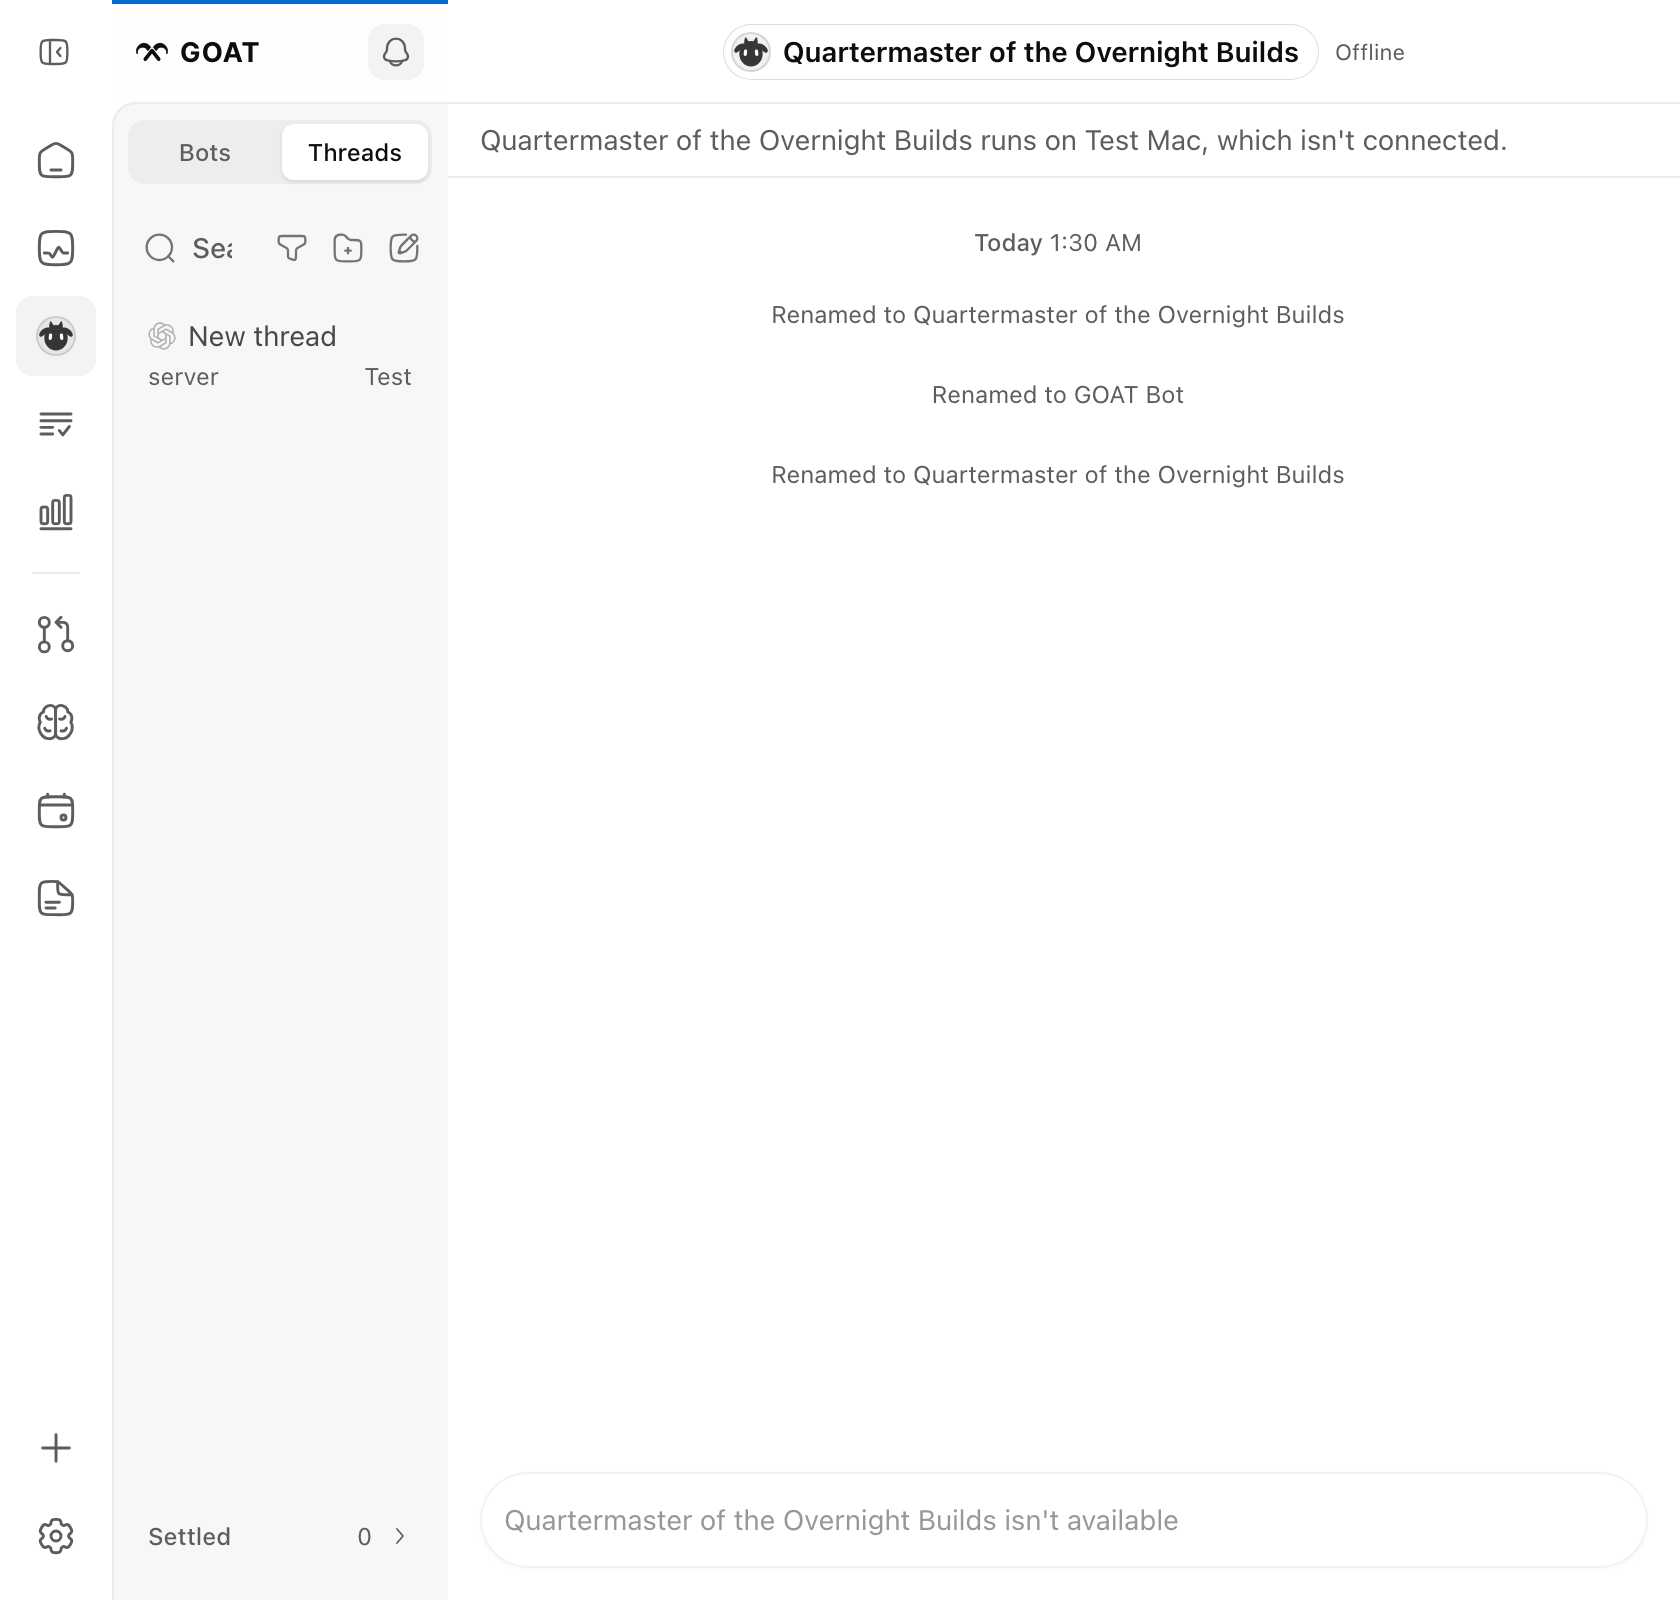 GOAT
Quartermaster of the Overnight Builds
Offline
Bots
Threads
Quartermaster of the Overnight Builds runs on Test Mac, which isn't connected.
New thread
server
Test
Today 1:30 AM
Renamed to Quartermaster of the Overnight Builds
Renamed to GOAT Bot
Renamed to Quartermaster of the Overnight Builds
Settled
0
Quartermaster of the Overnight Builds isn't available